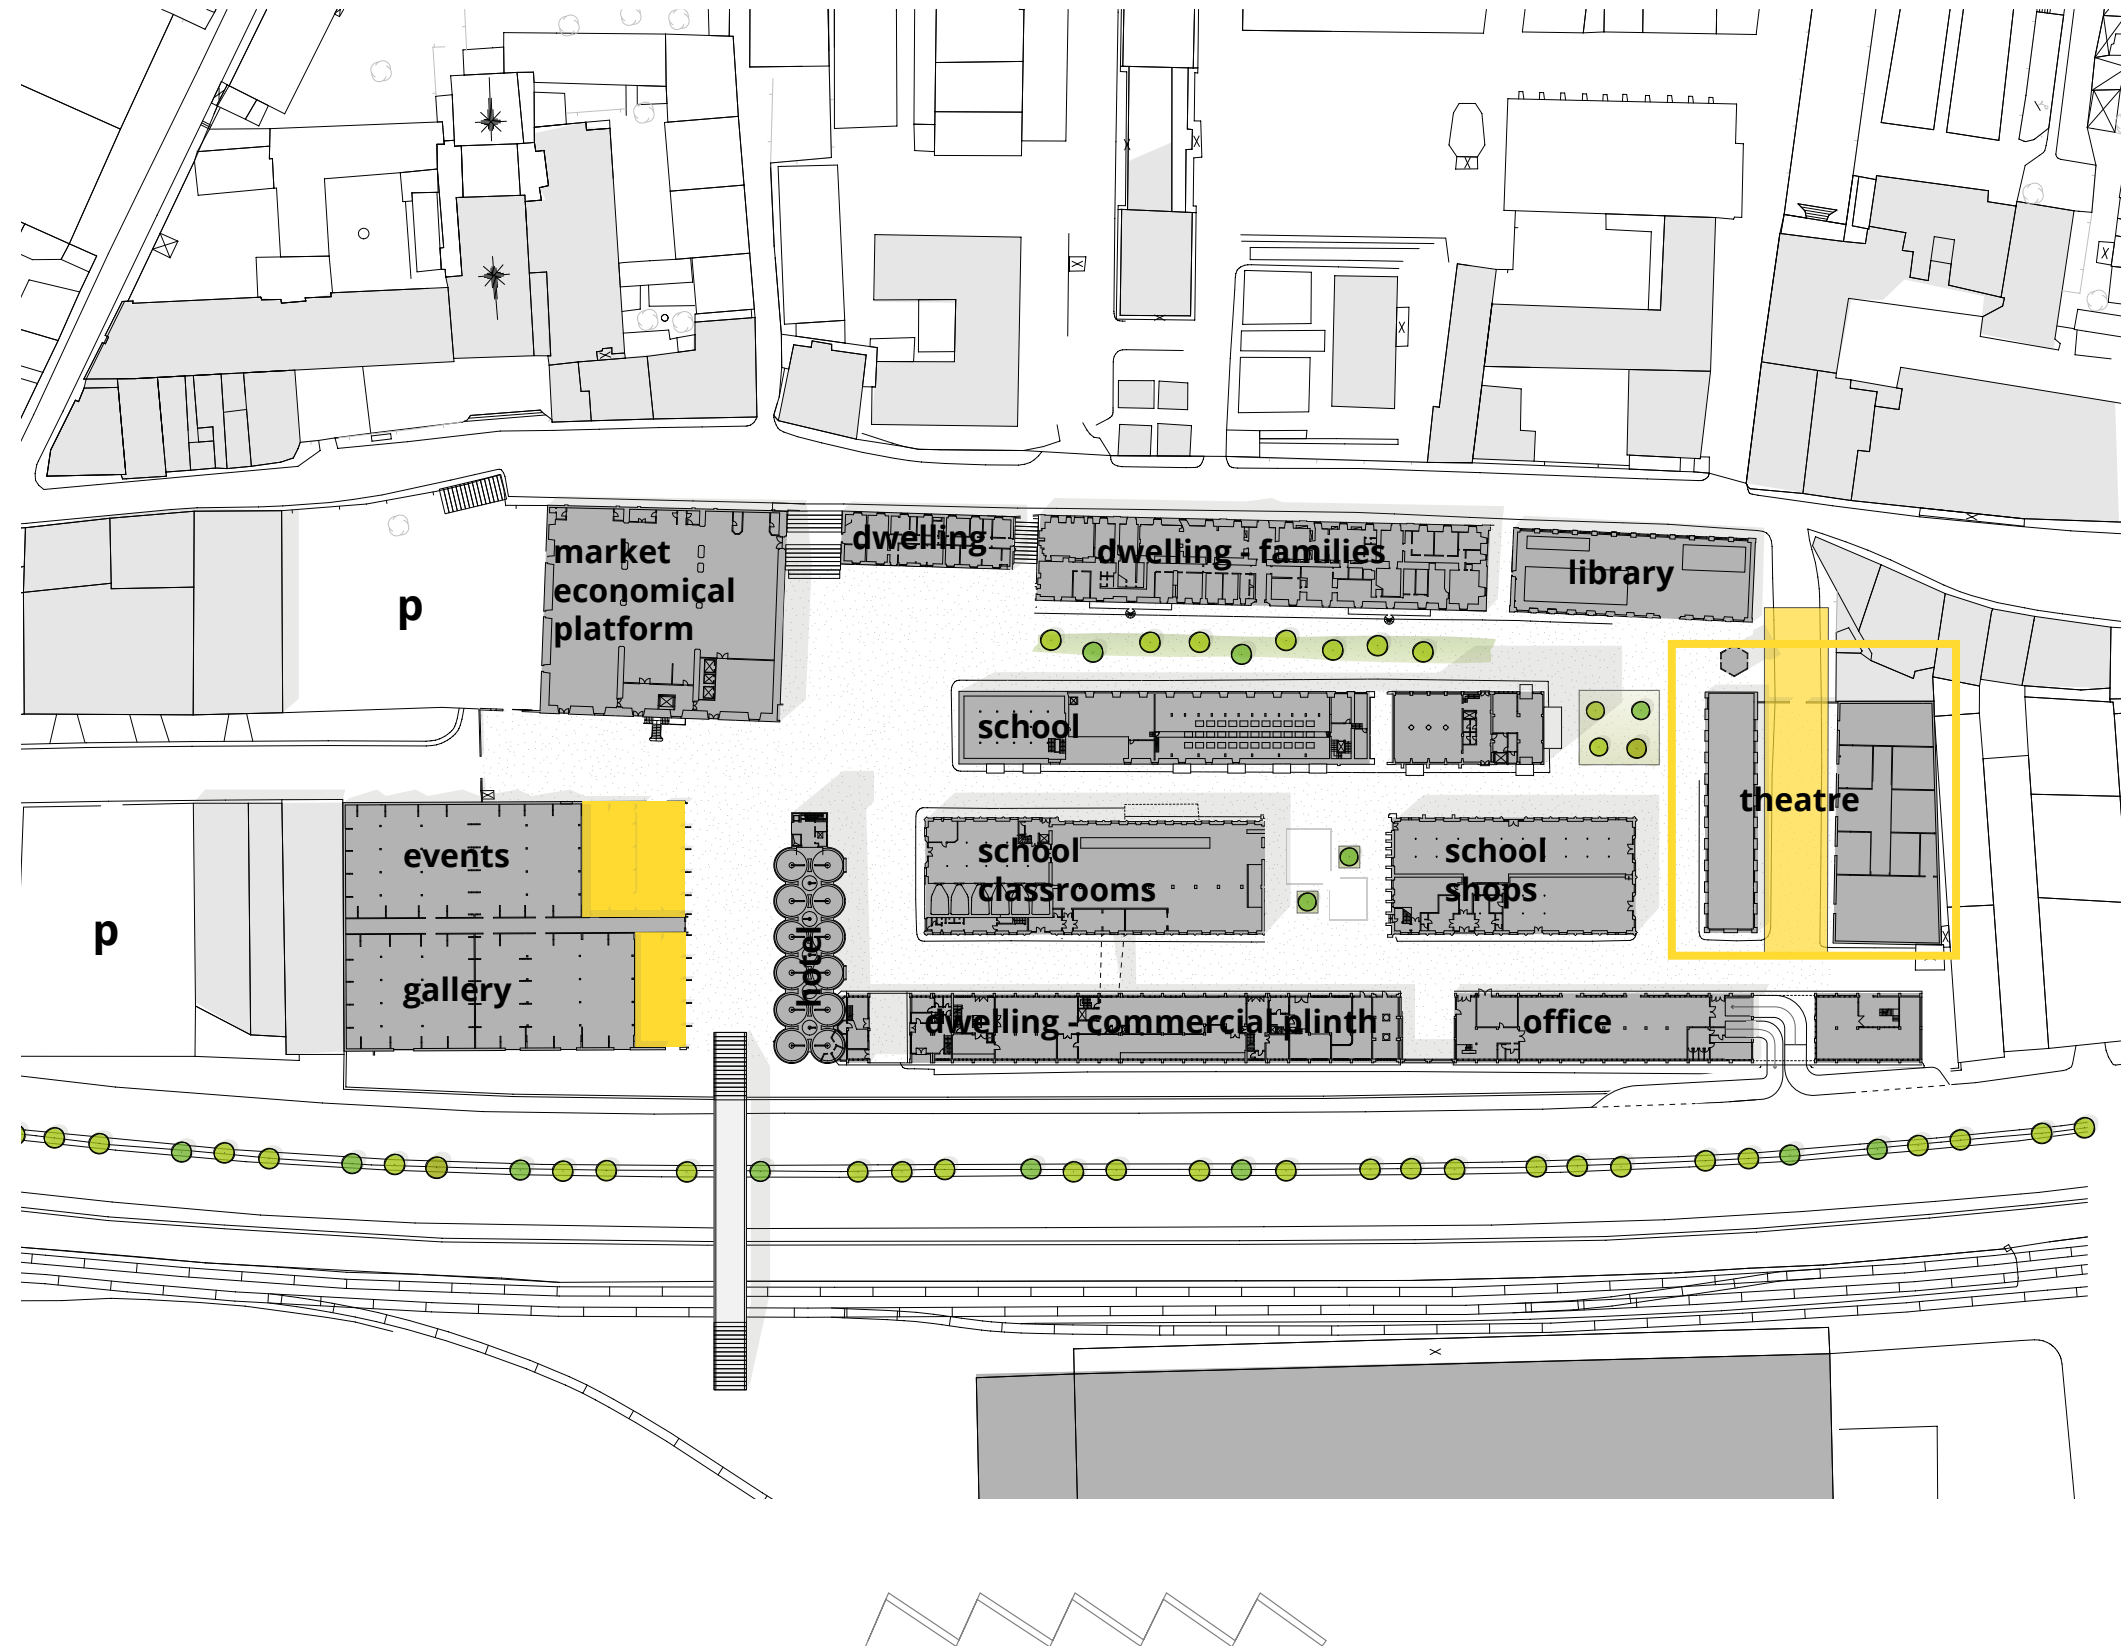 dwelling
market
economical
platform
dwelling - families
library
p
school
theatre
events
school
classrooms
school
shops
p
hotel
gallery
dwelling - commercial plinth
office